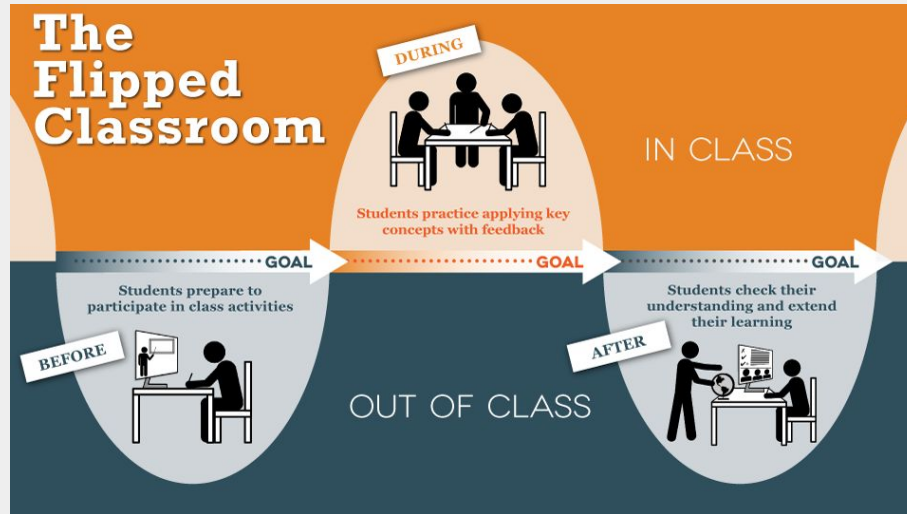 The
Flipped
Classroom
DURING
IN CLASS
Students practice applying key
concepts with feedback
GOAL
GOAL
GOAL
Students prepare to
participate in class activities
BEFORE
OUT OF CLASS
Students check their
understanding and extend
their learning
AFTER